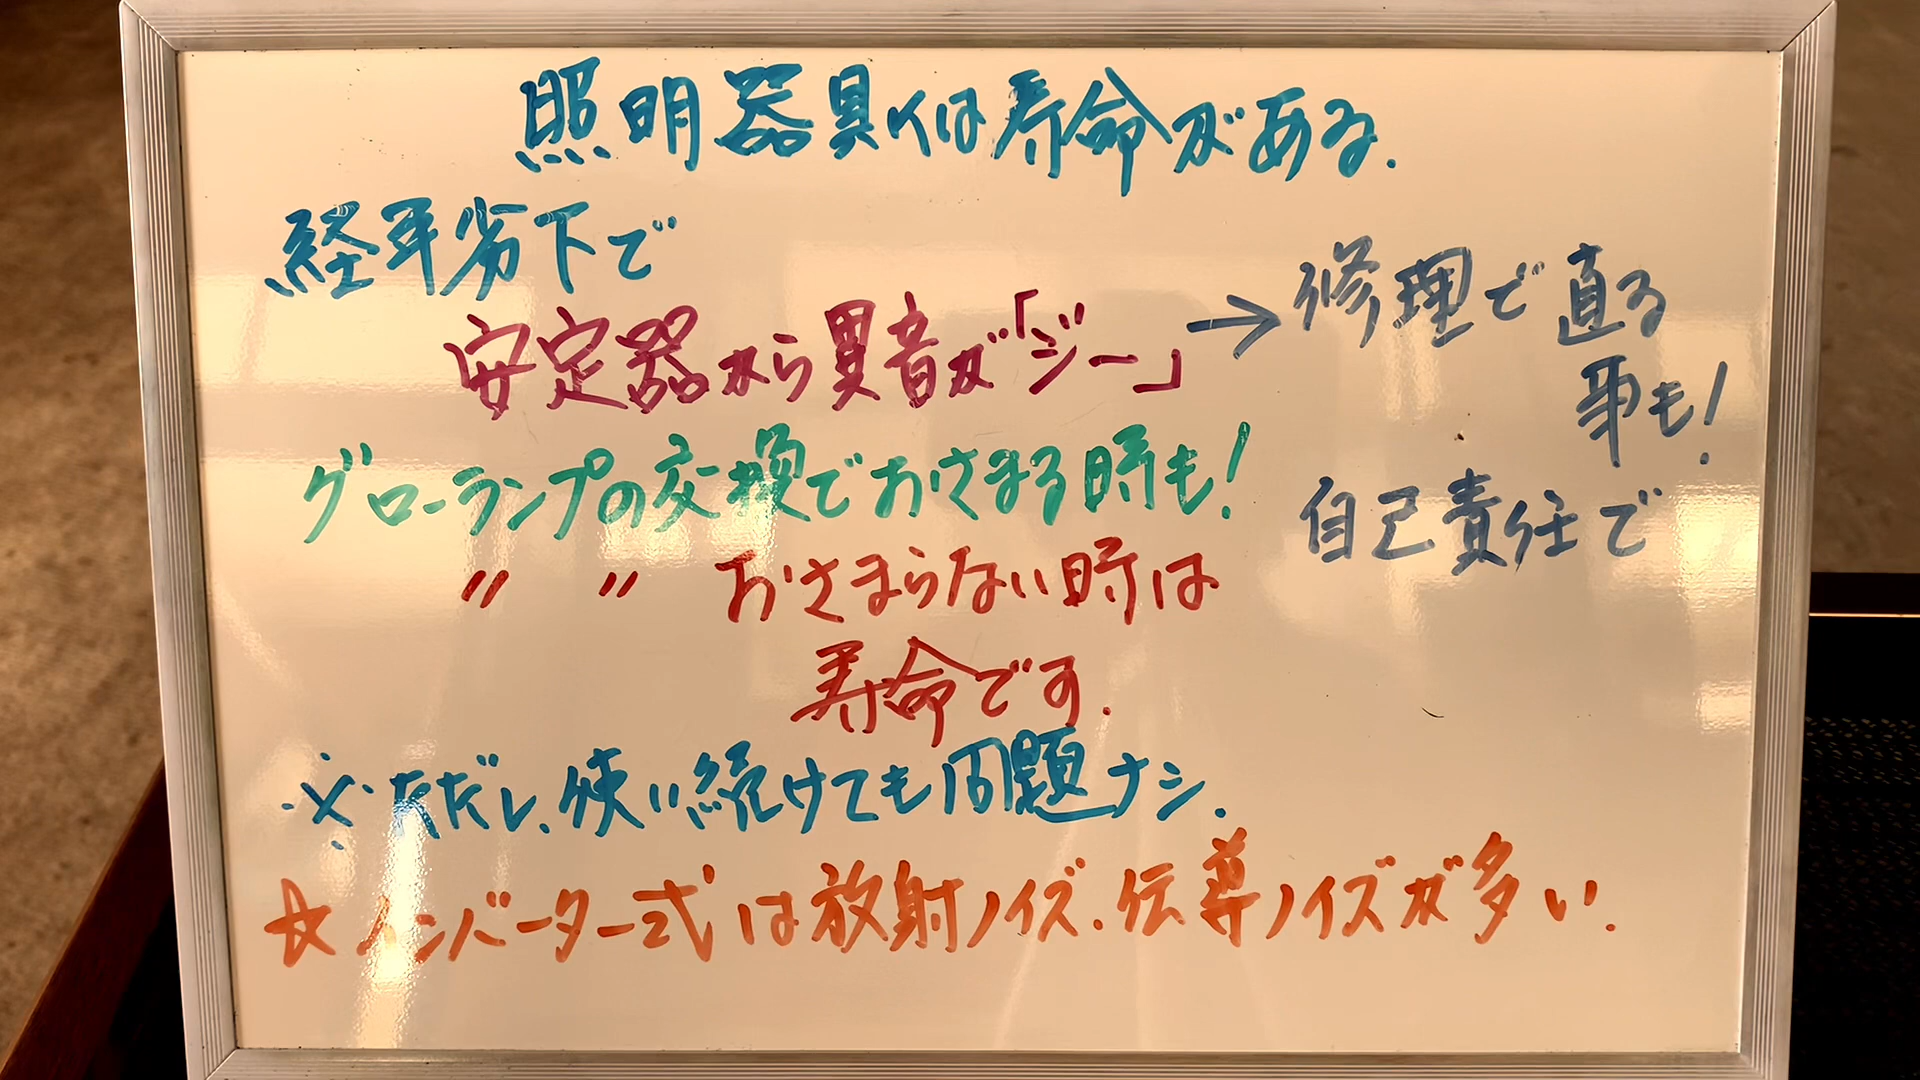 照明器具には寿命がある.
経年劣下で
安定器から異音が「ジー」
→修理で直る
事も!
自己責任で
グローランプの交換でおさまる時も!
〃 〃 おさまらない時は
寿命です.
※ただし、使い続けても問題ナシ.
☆インバーター式は放射ノイズ.伝導ノイズが多い.